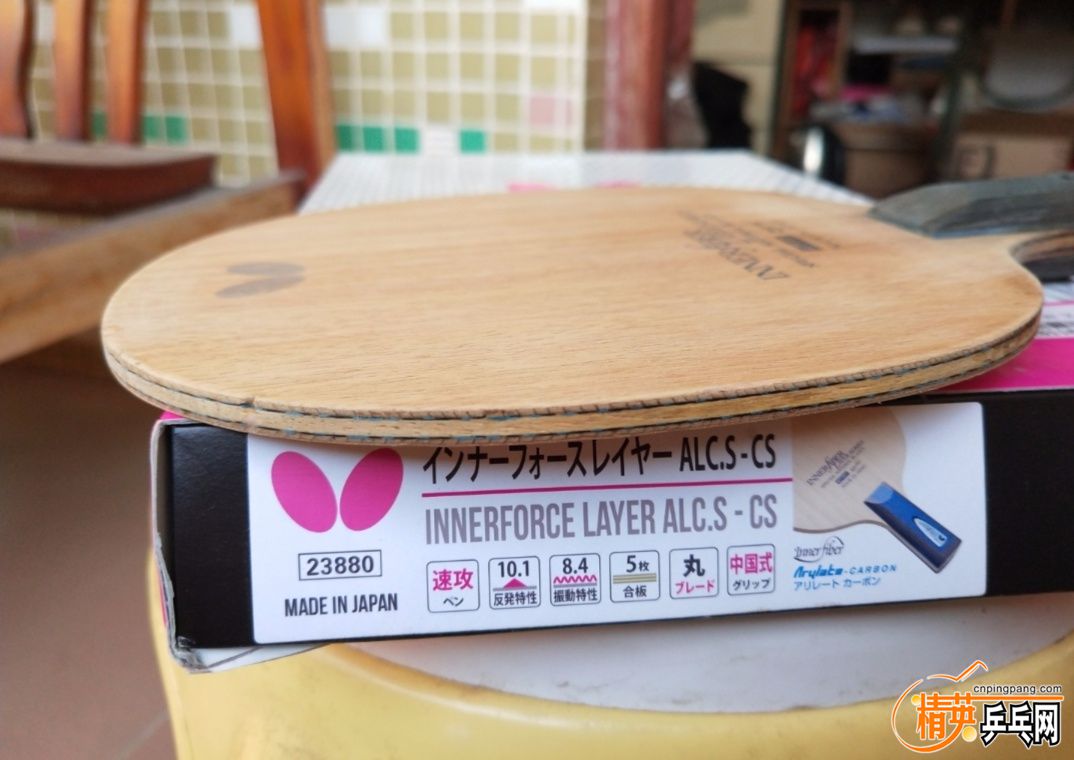 INNERFORCE
インナーフォースレイヤー ALC.S-CS
INNERFORCE LAYER ALC.S - CS
23880
MADE IN JAPAN
速攻
ペン
10.1
反発特性
8.4
振動特性
5枚
合板
丸
ブレード
中国式
グリップ
Innerfiber
Arylate-CARBON
アリレート カーボン
cnpingpang.com
精英乒乓网